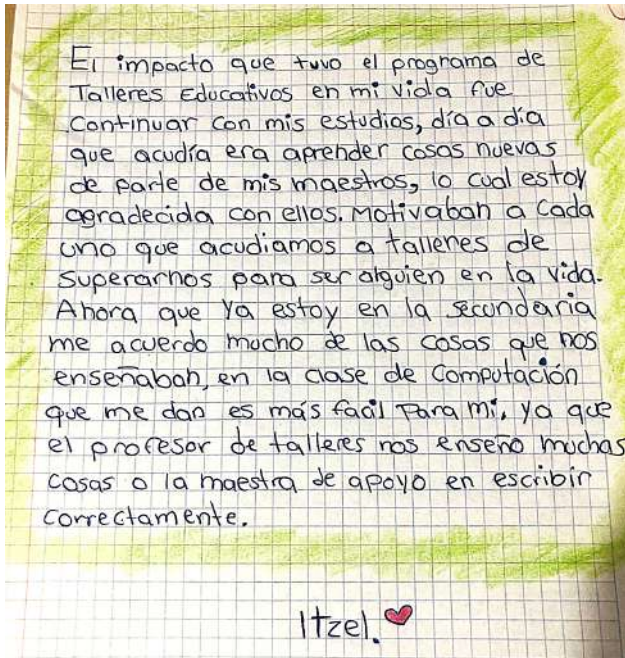 El impacto que tuvo el programa de
Talleres Educativos en mi vida fue
continuar con mis estudios, día a día
que acudía era aprender cosas nuevas
de parte de mis maestros, lo cual estoy
agradecida con ellos. Motivaban a cada
uno que acudiamos a talleres de
superarnos para ser alguien en la vida.
Ahora que ya estoy en la secundaria
me acuerdo mucho de las cosas que nos
enseñaban, en la clase de computación
que me dan es más facil para mi, ya que
el profesor de talleres nos enseño muchas
cosas o la maestra de apoyo en escribir
correctamente.
Itzel.